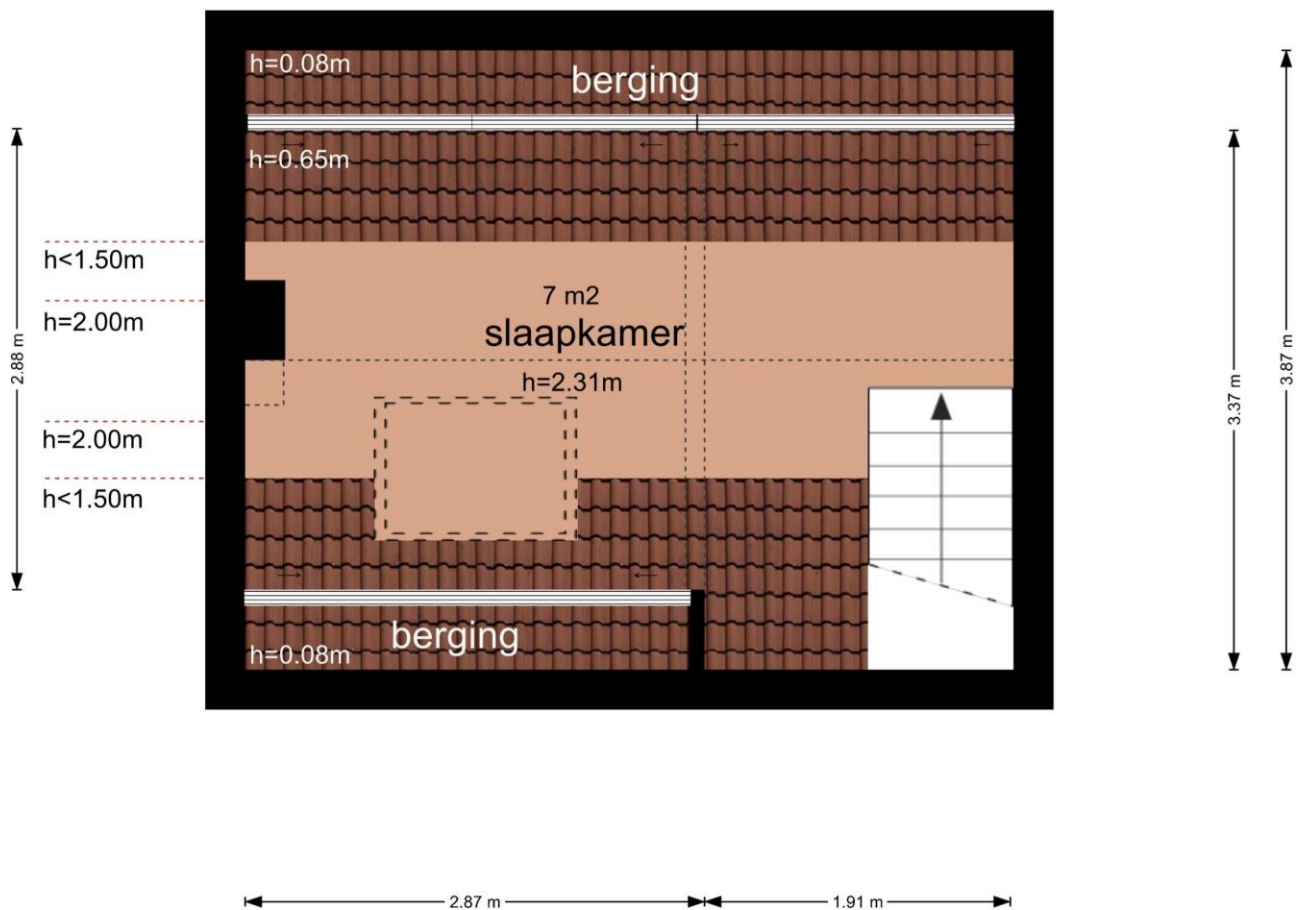 h=0.08m
berging
h=0.65m
h<1.50m
h=2.00m
7 m2
slaapkamer
h=2.31m
h=2.00m
h<1.50m
berging
h=0.08m
2.88 m
3.37 m
3.87 m
2.87 m
1.91 m